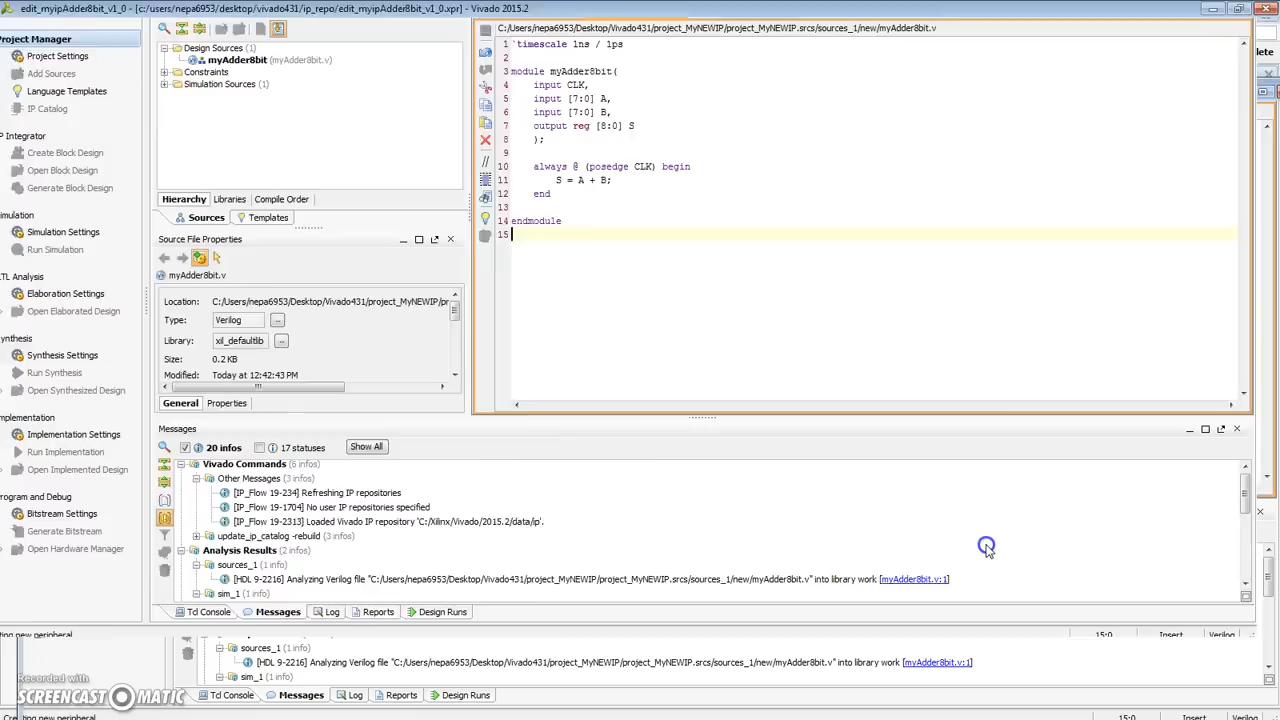 edit_myipAdder8bit_v1_0 - [c:/users/nepa6953/desktop/vivado431/ip_repo/edit_myipAdder8bit_v1_0.xpr] - Vivado 2015.2
Project Manager
Project Settings
Add Sources
Language Templates
IP Catalog
IP Integrator
Create Block Design
Open Block Design
Generate Block Design
Simulation Settings
Run Simulation
Elaboration Settings
Open Elaborated Design
Synthesis Settings
Run Synthesis
Open Synthesized Design
Implementation Settings
Run Implementation
Open Implemented Design
Bitstream Settings
Generate Bitstream
Open Hardware Manager
Design Sources (1)
myAdder8bit (myAdder8bit.v)
Constraints
Simulation Sources (1)
Hierarchy Libraries Compile Order
Sources Templates
Source File Properties
myAdder8bit.v
Location: C:/Users/nepa6953/Desktop/Vivado431/project_MyNEWIP/pr
Type: Verilog
Library: xil_defaultlib
Size: 0.2 KB
Modified: Today at 12:42:43 PM
General Properties
C:/Users/nepa6953/Desktop/Vivado431/project_MyNEWIP/project_MyNEWIP.srcs/sources_1/new/myAdder8bit.v
1 `timescale 1ns / 1ps
2
3 module myAdder8bit(
4 input CLK,
5 input [7:0] A,
6 input [7:0] B,
7 output reg [8:0] S
8 );
9
10 always @ (posedge CLK) begin
11 S = A + B;
12 end
13
14 endmodule
15
Messages
20 infos 17 statuses Show All
Vivado Commands (6 infos)
Other Messages (3 infos)
[IP_Flow 19-234] Refreshing IP repositories
[IP_Flow 19-1704] No user IP repositories specified
[IP_Flow 19-2313] Loaded Vivado IP repository 'C:/Xilinx/Vivado/2015.2/data/ip'.
update_ip_catalog -rebuild (3 infos)
Analysis Results (2 infos)
sources_1 (1 info)
[HDL 9-2216] Analyzing Verilog file "C:/Users/nepa6953/Desktop/Vivado431/project_MyNEWIP/project_MyNEWIP.srcs/sources_1/new/myAdder8bit.v" into library work [myAdder8bit.v:1]
sim_1 (1 info)
Tcl Console Messages Log Reports Design Runs
15:0 Insert Verilog
sources_1 (1 info)
[HDL 9-2216] Analyzing Verilog file "C:/Users/nepa6953/Desktop/Vivado431/project_MyNEWIP/project_MyNEWIP.srcs/sources_1/new/myAdder8bit.v" into library work [myAdder8bit.v:1]
sim_1 (1 info)
Tcl Console Messages Log Reports Design Runs
15:0 Insert Verilog
Recorded with
SCREENCAST-O-MATIC